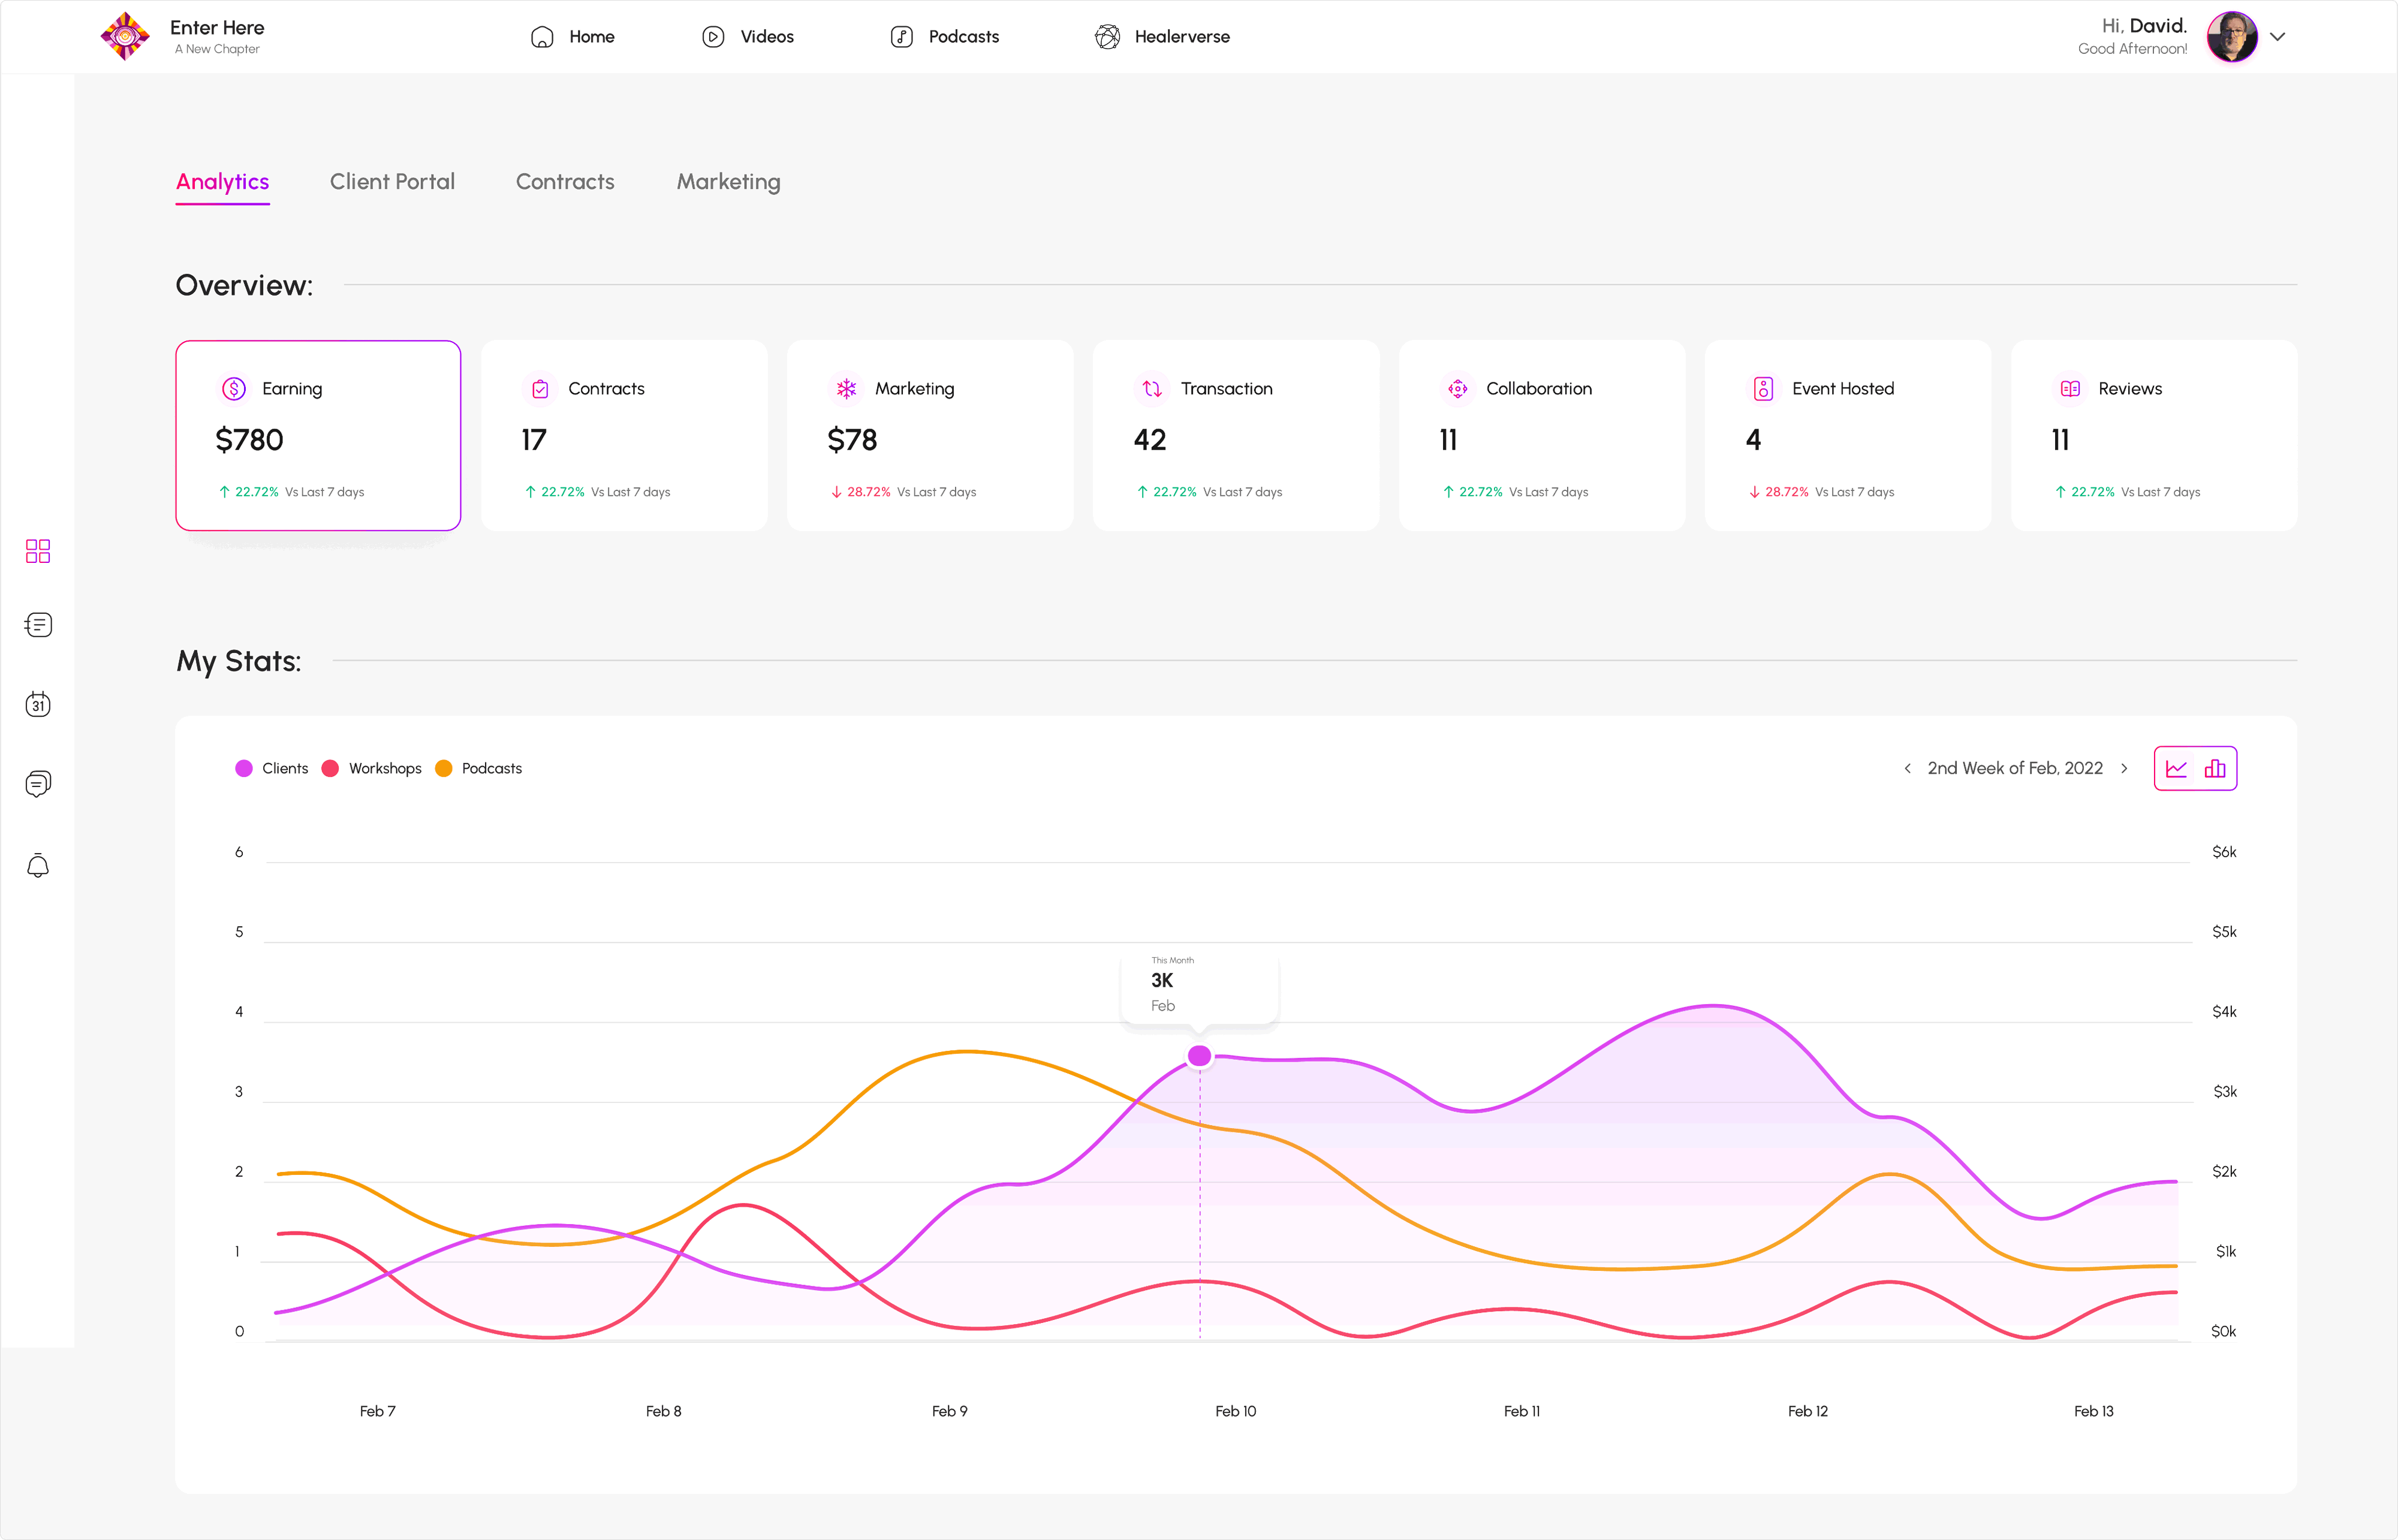 Enter Here
A New Chapter
Home
Videos
Podcasts
Healerverse
Hi, David.
Good Afternoon!
Analytics
Client Portal
Contracts
Marketing
Overview:
Earning
$780
22.72% Vs Last 7 days
Contracts
17
22.72% Vs Last 7 days
Marketing
$78
28.72% Vs Last 7 days
Transaction
42
22.72% Vs Last 7 days
Collaboration
11
22.72% Vs Last 7 days
Event Hosted
4
28.72% Vs Last 7 days
Reviews
11
22.72% Vs Last 7 days
31
My Stats:
Clients
Workshops
Podcasts
2nd Week of Feb, 2022
6
5
4
3
2
1
0
This Month
3K
Feb
$6k
$5k
$4k
$3k
$2k
$1k
$0k
Feb 7
Feb 8
Feb 9
Feb 10
Feb 11
Feb 12
Feb 13